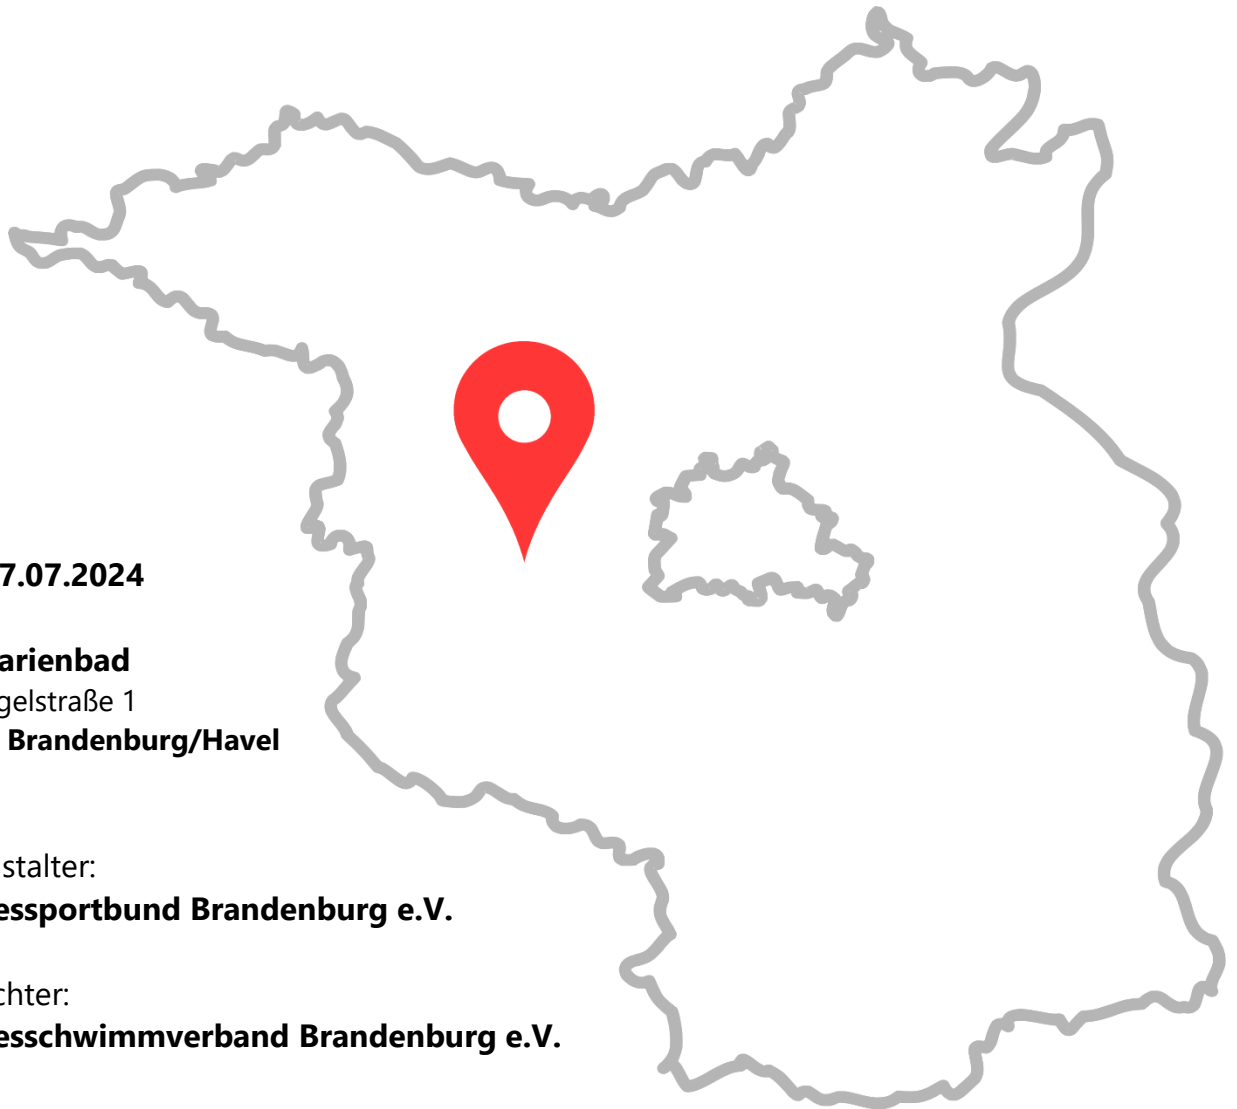 7.07.2024
arienbad
gelstraße 1
Brandenburg/Havel
stalter:
essportbund Brandenburg e.V.
chter:
esschwimmverband Brandenburg e.V.